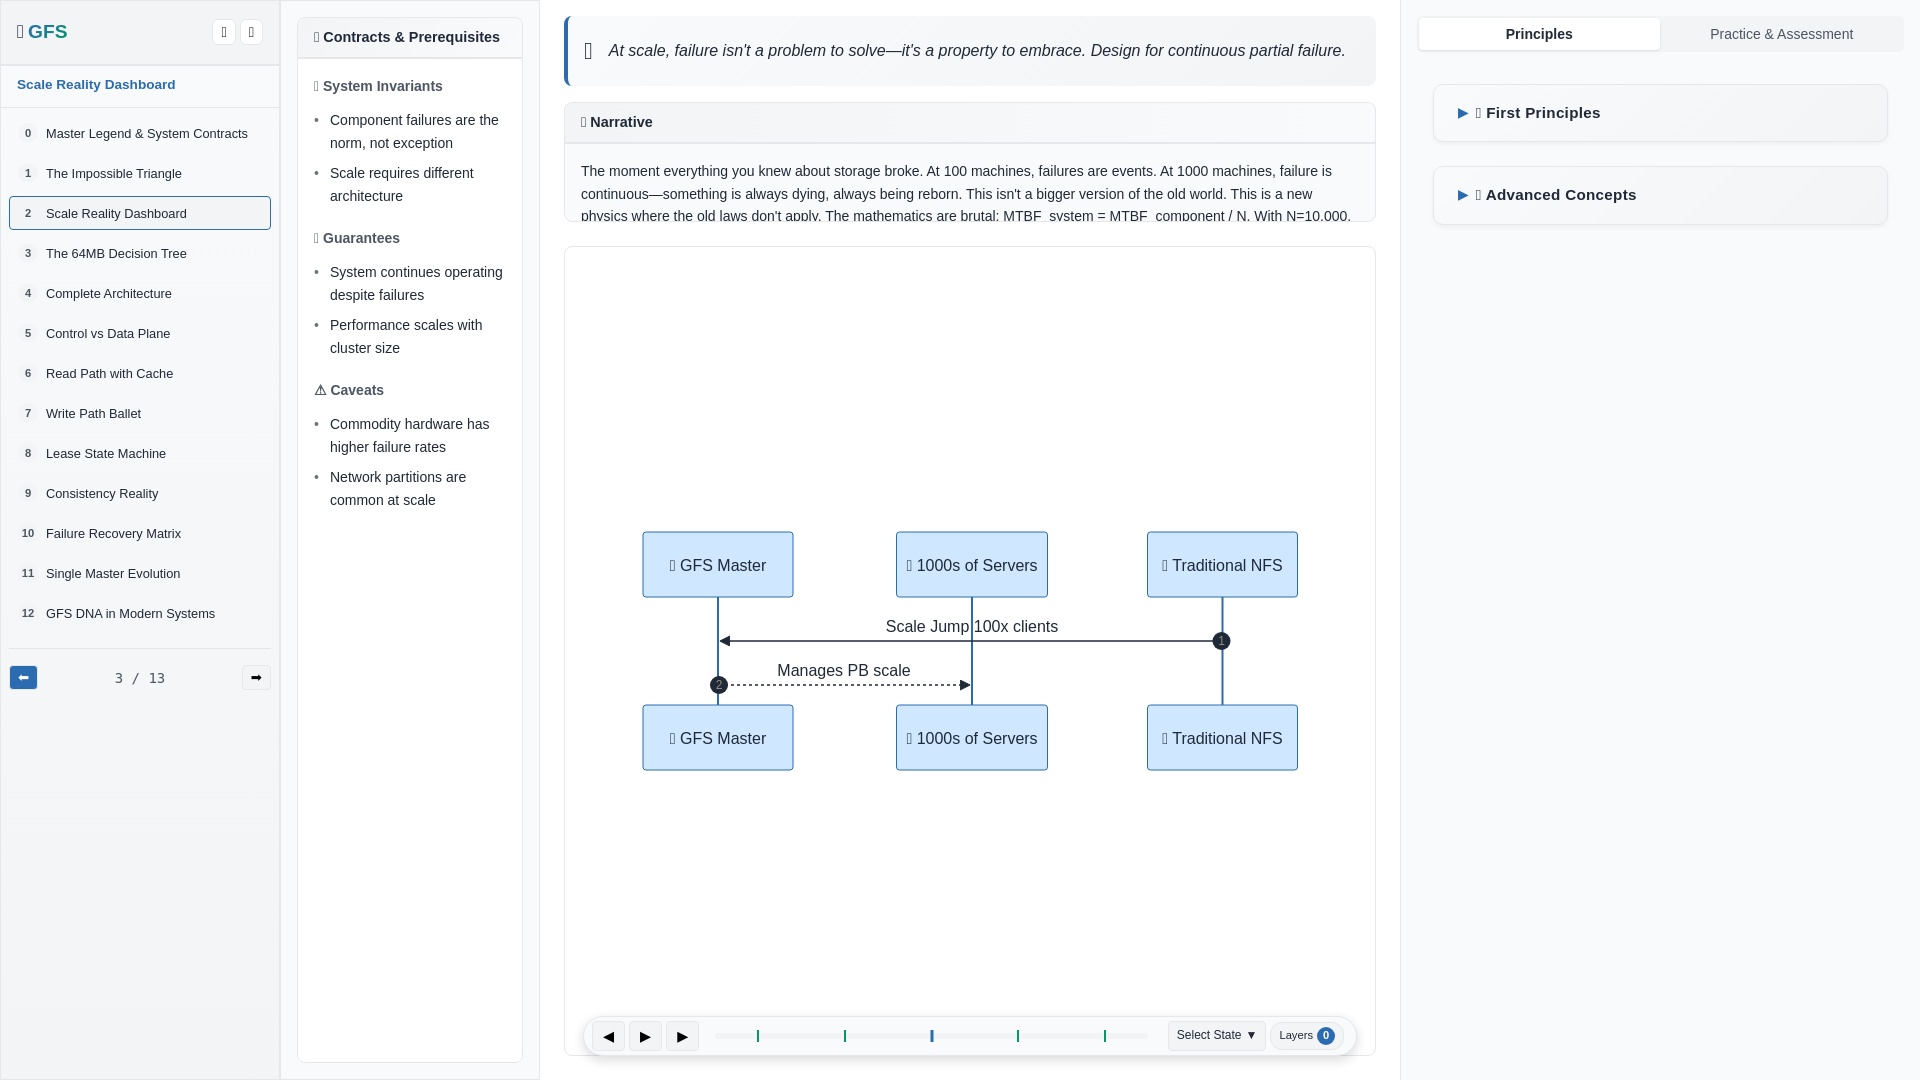 GFS
Scale Reality Dashboard
0 Master Legend & System Contracts
1 The Impossible Triangle
2 Scale Reality Dashboard
3 The 64MB Decision Tree
4 Complete Architecture
5 Control vs Data Plane
6 Read Path with Cache
7 Write Path Ballet
8 Lease State Machine
9 Consistency Reality
10 Failure Recovery Matrix
11 Single Master Evolution
12 GFS DNA in Modern Systems
3 / 13
Contracts & Prerequisites
System Invariants
• Component failures are the
norm, not exception
• Scale requires different
architecture
Guarantees
• System continues operating
despite failures
• Performance scales with
cluster size
⚠ Caveats
• Commodity hardware has
higher failure rates
• Network partitions are
common at scale
At scale, failure isn't a problem to solve—it's a property to embrace. Design for continuous partial failure.
Narrative
The moment everything you knew about storage broke. At 100 machines, failures are events. At 1000 machines, failure is
continuous—something is always dying, always being reborn. This isn't a bigger version of the old world. This is a new
physics where the old laws don't apply. The mathematics are brutal: MTBF_system = MTBF_component / N. With N=10,000,
GFS Master
1000s of Servers
Traditional NFS
Scale Jump 100x clients
1
Manages PB scale
2
GFS Master
1000s of Servers
Traditional NFS
Select State ▼
Layers 0
Principles
Practice & Assessment
▶ First Principles
▶ Advanced Concepts